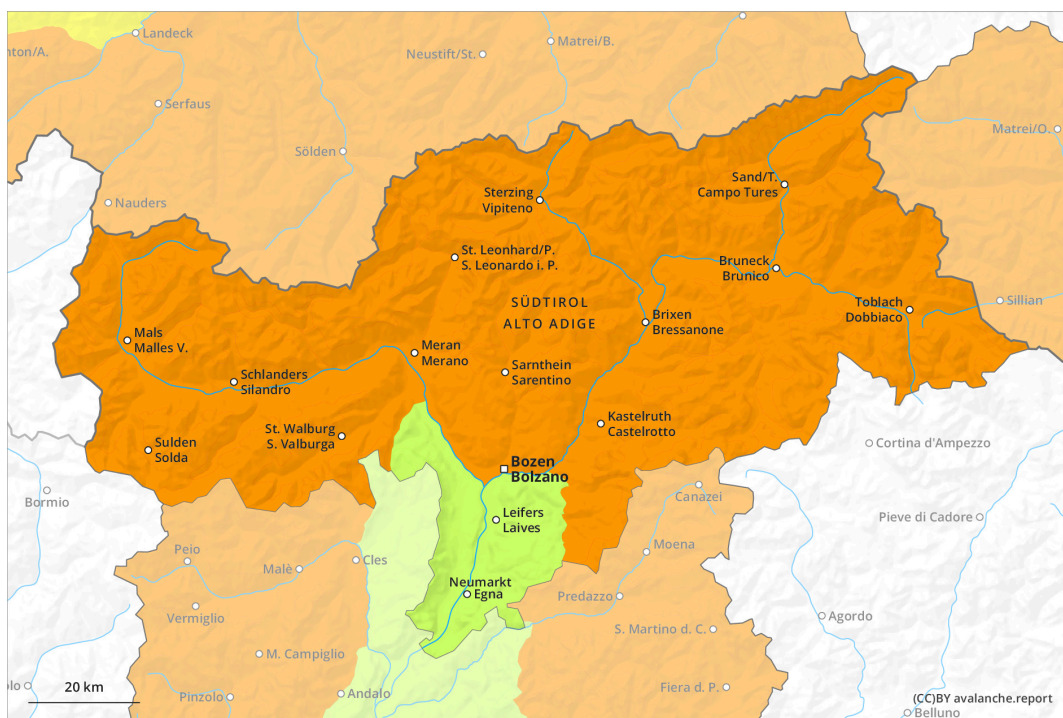 Landeck
nton/A.
Neustift/St.
Matrei/B.
Serfaus
Sölden
Matrei/O.
Nauders
Sand/T.
Campo Tures
Sterzing
Vipiteno
St. Leonhard/P.
S. Leonardo i. P.
Bruneck
Brunico
SÜDTIROL
ALTO ADIGE
Toblach
Dobbiaco
Sillian
Brixen
Bressanone
Mals
Malles V.
Meran
Merano
Sarnthein
Sarentino
Schlanders
Silandro
Kastelruth
Castelrotto
St. Walburg
S. Valburga
Sulden
Solda
Cortina d'Ampezzo
Bozen
Bolzano
Bormio
Canazei
Leifers
Laives
Pieve di Cadore
Peio
Moena
Cles
Malè
Neumarkt
Egna
Predazzo
Vermiglio
Agordo
S. Martino d. C.
M. Campiglio
olo
20 km
Pinzolo
Andalo
Fiera d. P.
(CC)BY avalanche.report
Belluno